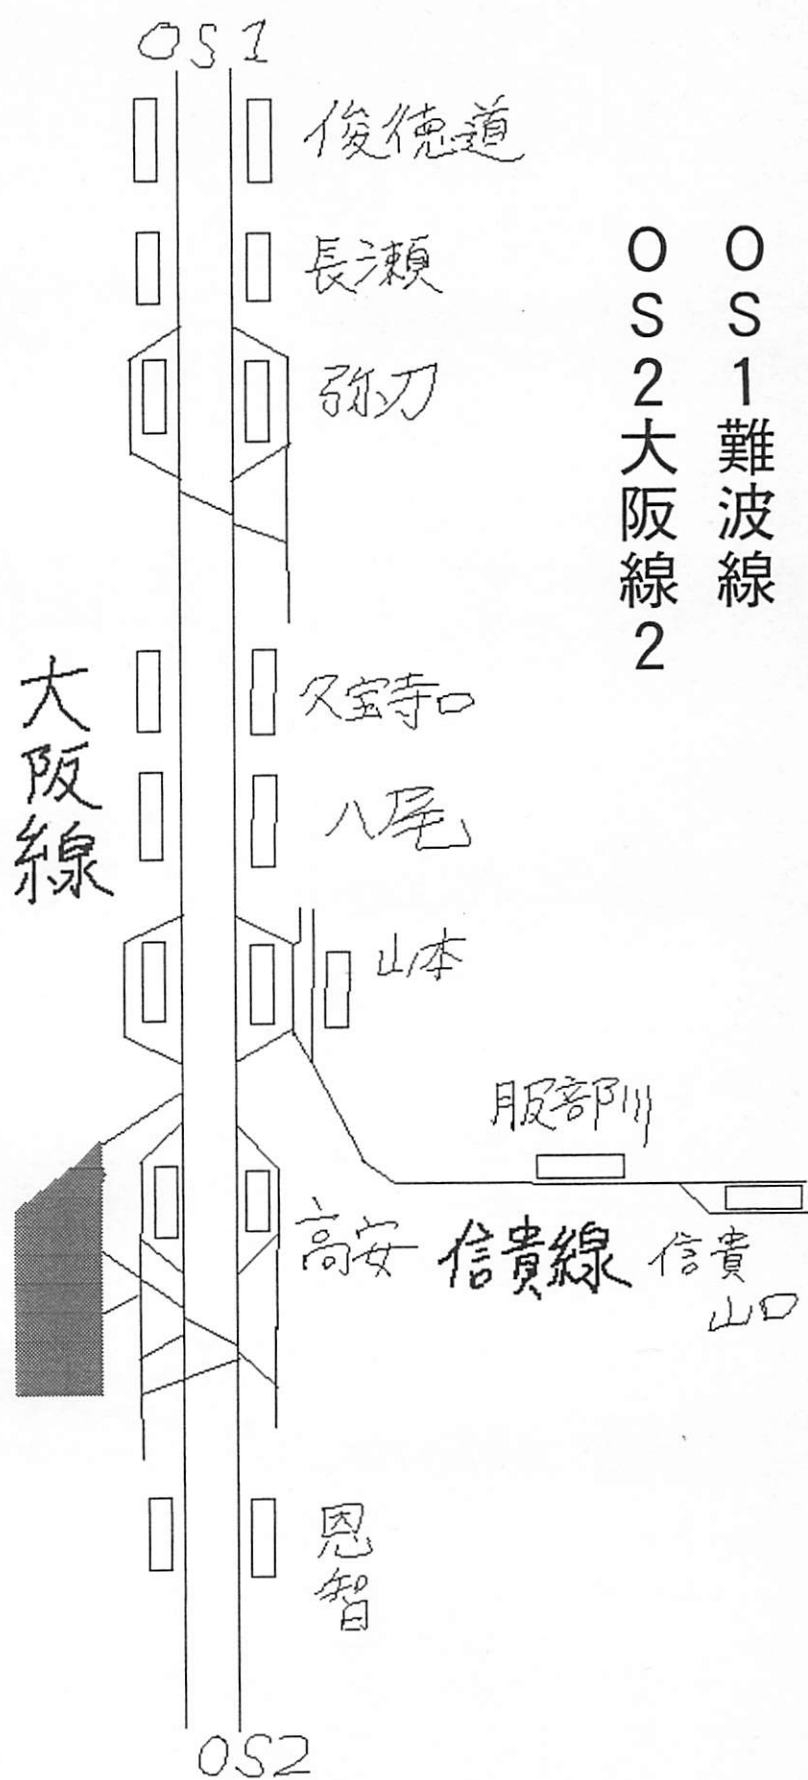 OS1
俊徳道
長瀬
弥刀
OS1難波線
OS2大阪線2
大阪線
久宝寺口
八尾
山本
服部川
高安
信貴線
信貴
山口
恩
智
OS2